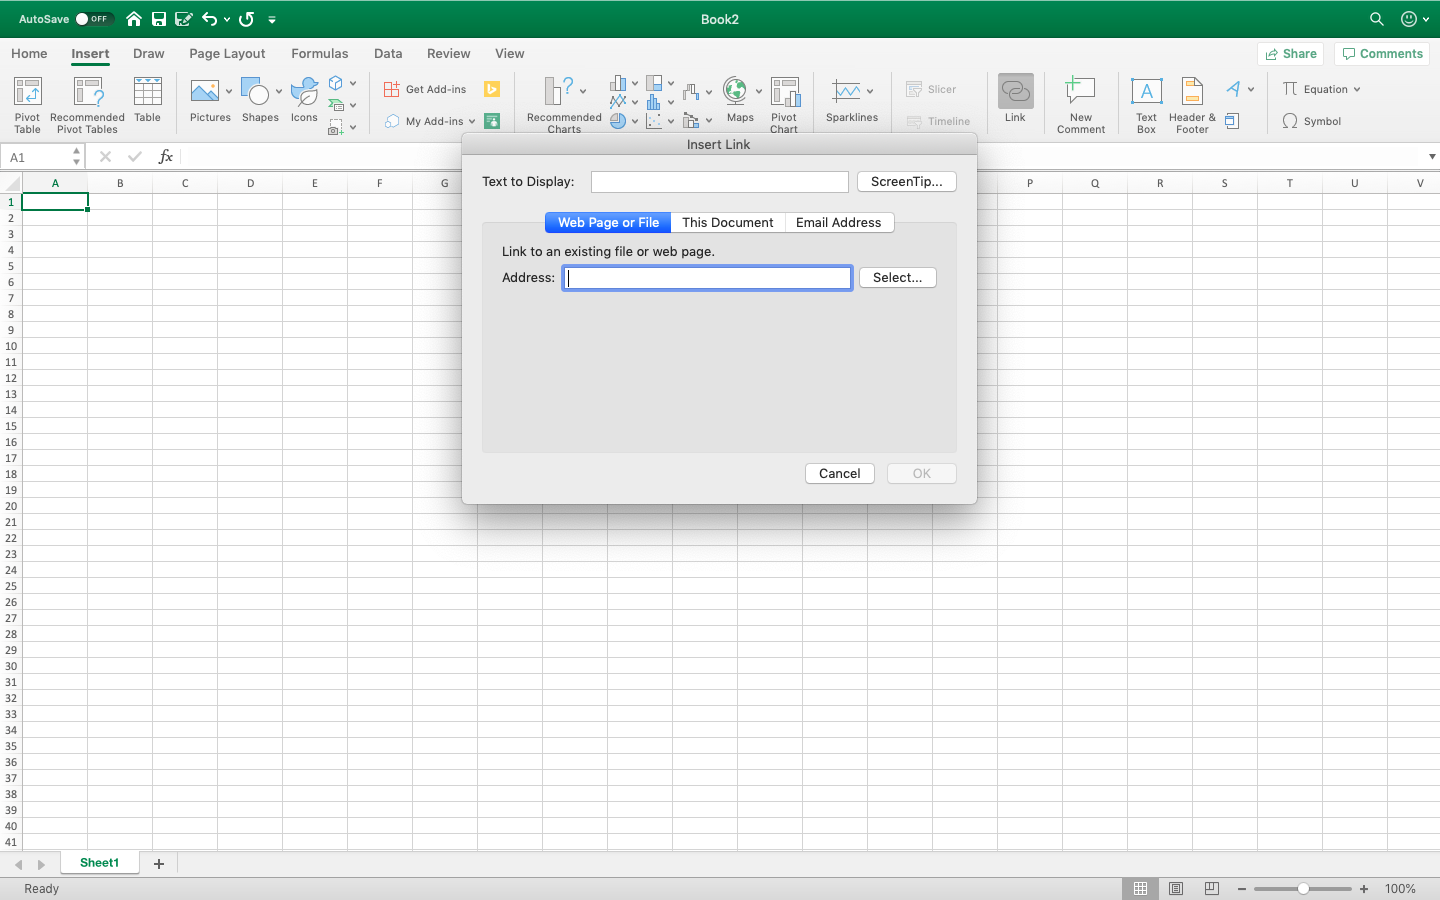 AutoSave OFF Book2
Home Insert Draw Page Layout Formulas Data Review View Share Comments
Pivot Table
Recommended Pivot Tables
Table
Pictures
Shapes
Icons
Get Add-ins
My Add-ins
Recommended Charts
Maps
Pivot Chart
Sparklines
Slicer
Timeline
Link
New Comment
Text Box
Header & Footer
Equation
Symbol
A1 fx
Insert Link
Text to Display: ScreenTip...
Web Page or File This Document Email Address
Link to an existing file or web page.
Address: Select...
Cancel OK
A B C D E F G P Q R S T U V
1
2
3
4
5
6
7
8
9
10
11
12
13
14
15
16
17
18
19
20
21
22
23
24
25
26
27
28
29
30
31
32
33
34
35
36
37
38
39
40
41
Sheet1
Ready 100%